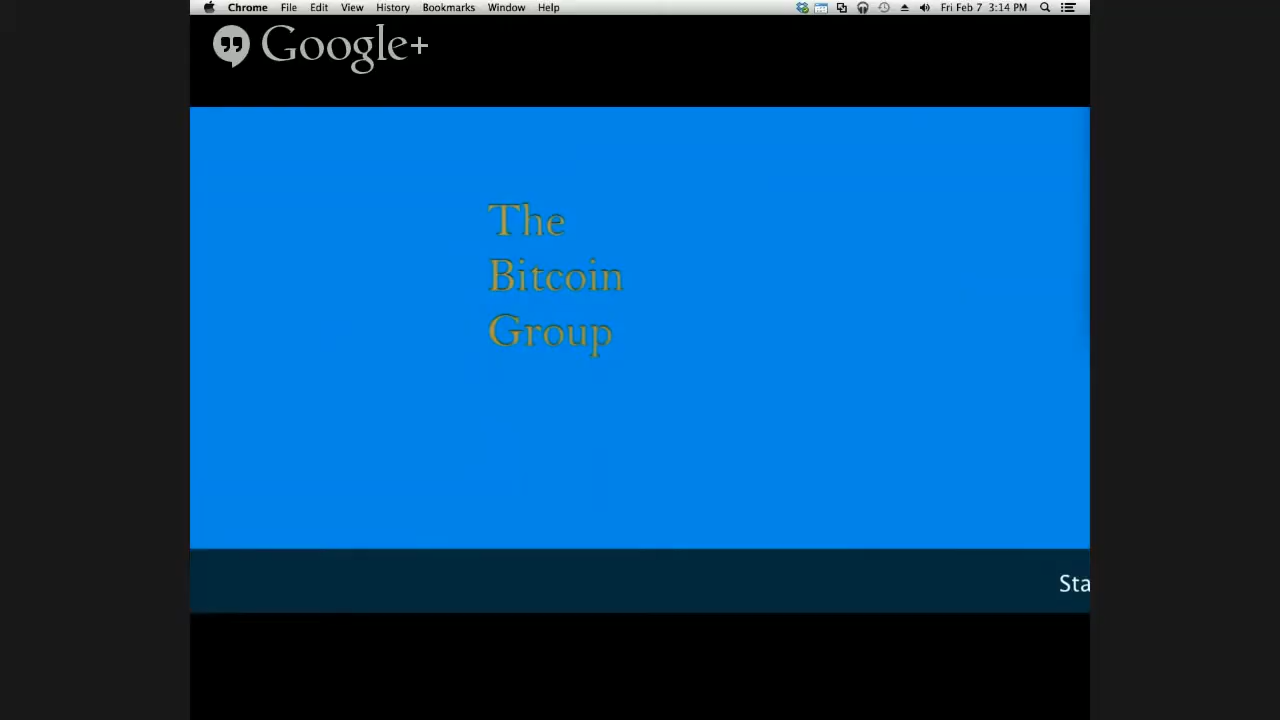 Chrome File Edit View History Bookmarks Window Help Fri Feb 7 3:14 PM
Google+
The
Bitcoin
Group
Sta